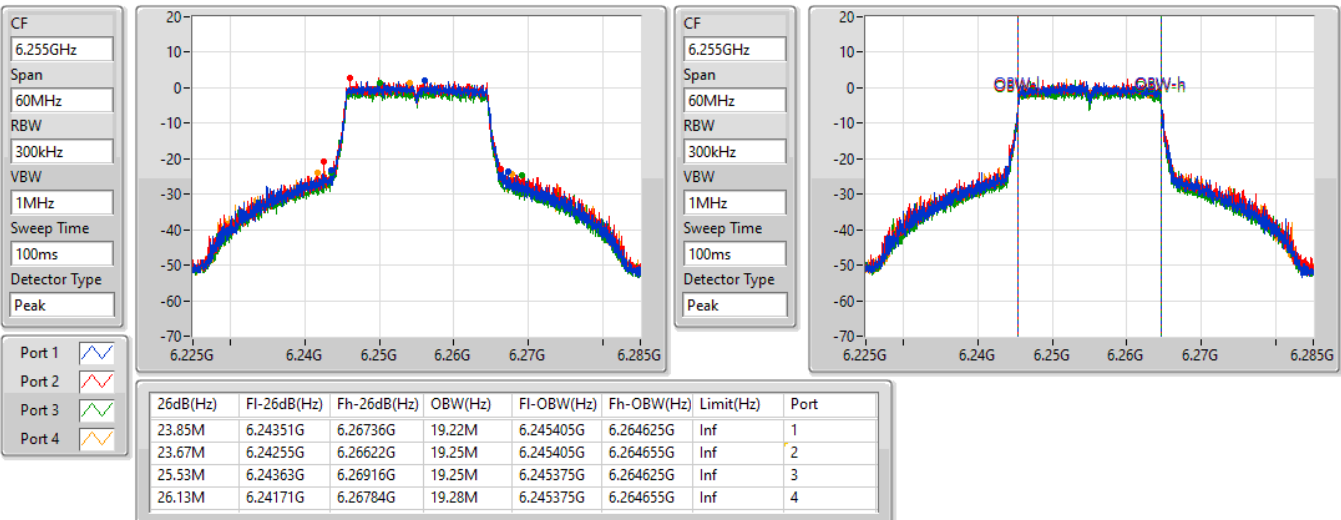 CF
6.255GHz
Span
60MHz
RBW
300kHz
VBW
1MHz
Sweep Time
100ms
Detector Type
Peak
20
10
0
-10
-20
-30
-40
-50
-60
-70
6.225G 6.24G 6.25G 6.26G 6.27G 6.285G
CF
6.255GHz
Span
60MHz
RBW
300kHz
VBW
1MHz
Sweep Time
100ms
Detector Type
Peak
20
10
0
-10
-20
-30
-40
-50
-60
-70
OBW-h
6.225G 6.24G 6.25G 6.26G 6.27G 6.285G
Port 1
Port 2
Port 3
Port 4
26dB(Hz) Fl-26dB(Hz) Fh-26dB(Hz) OBW(Hz) Fl-OBW(Hz) Fh-OBW(Hz) Limit(Hz) Port
23.85M 6.24351G 6.26736G 19.22M 6.245405G 6.264625G Inf 1
23.67M 6.24255G 6.26622G 19.25M 6.245405G 6.264655G Inf 2
25.53M 6.24363G 6.26916G 19.25M 6.245375G 6.264625G Inf 3
26.13M 6.24171G 6.26784G 19.28M 6.245375G 6.264655G Inf 4